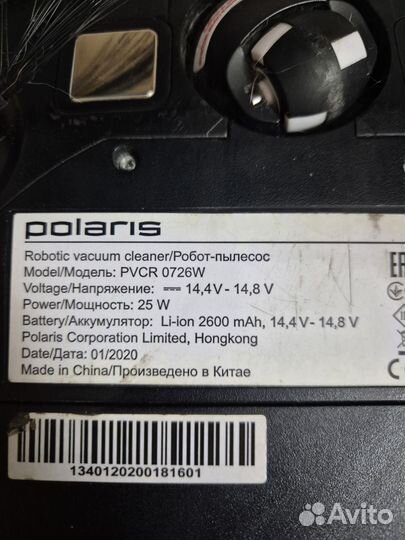 polaris
Robotic vacuum cleaner/Робот-пылесос
Model/Модель: PVCR 0726W
Voltage/Напряжение: ⎓ 14,4V - 14,8 V
Power/Мощность: 25 W
Battery/Аккумулятор: Li-ion 2600 mAh, 14,4V - 14,8 V
Polaris Corporation Limited, Hongkong
Date/Дата: 01/2020
Made in China/Произведено в Китае
1340120200181601
Avito